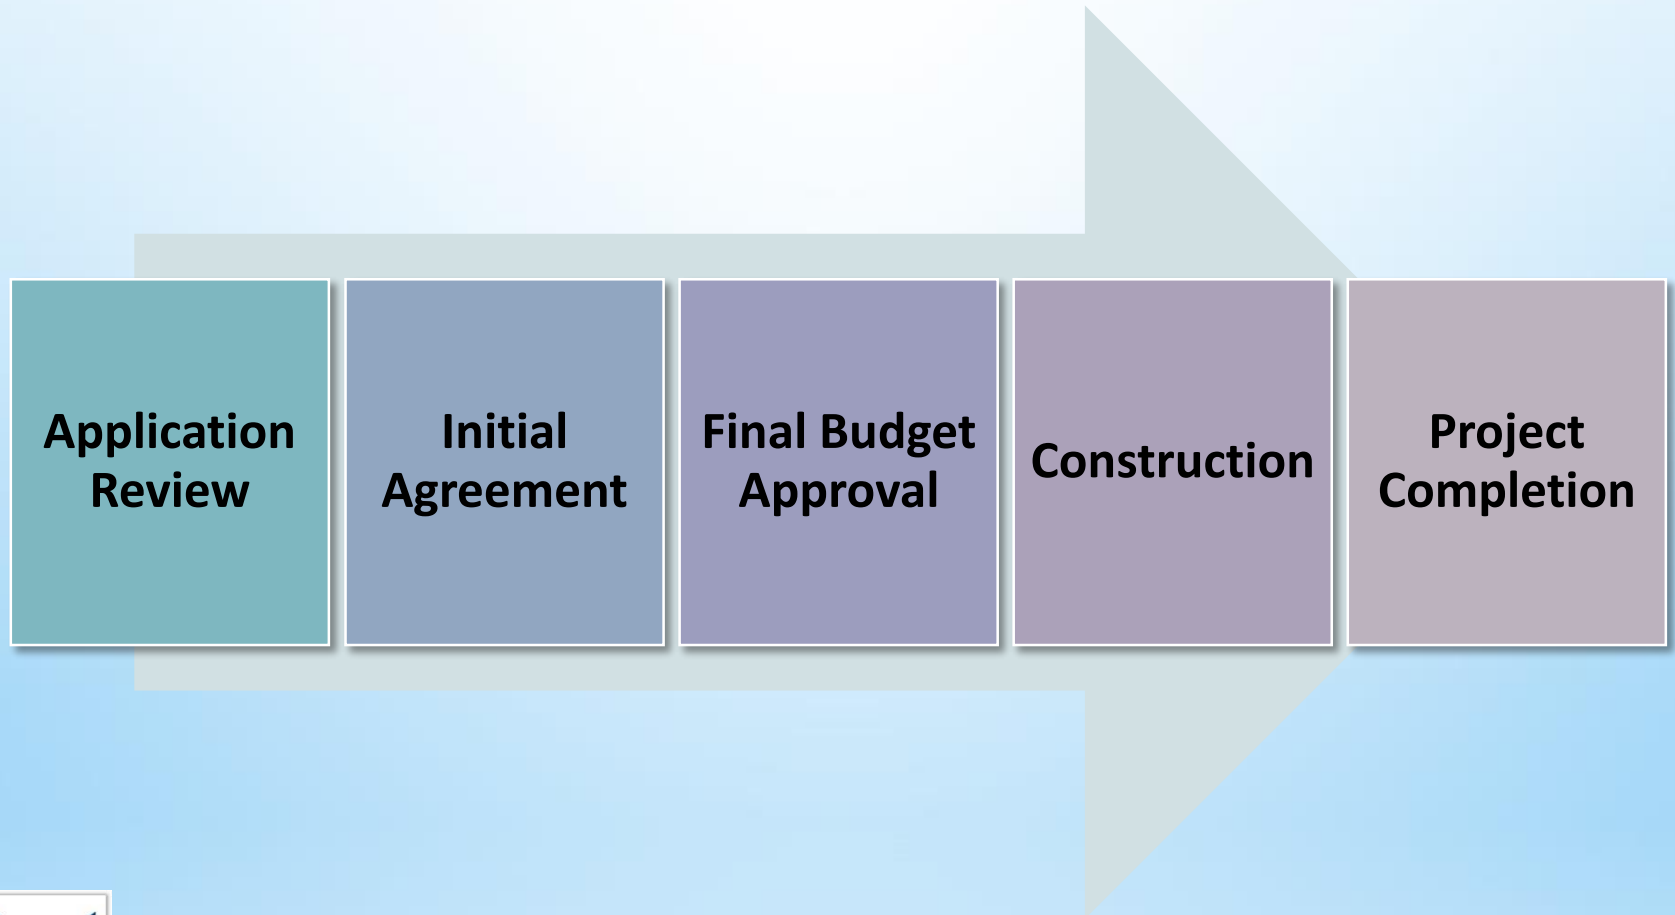 Application
Review
Initial
Agreement
Final Budget
Approval
Construction
Project
Completion